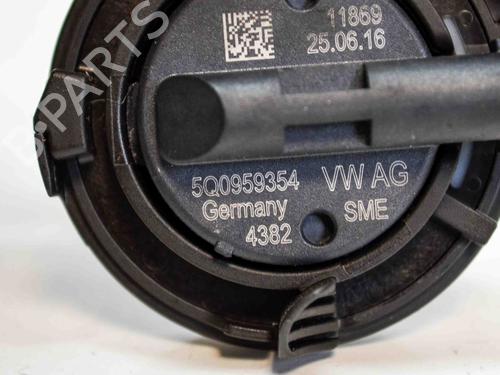 B-PARTS
11869
25.06.16
5Q0959354 VW AG
Germany SME
4382